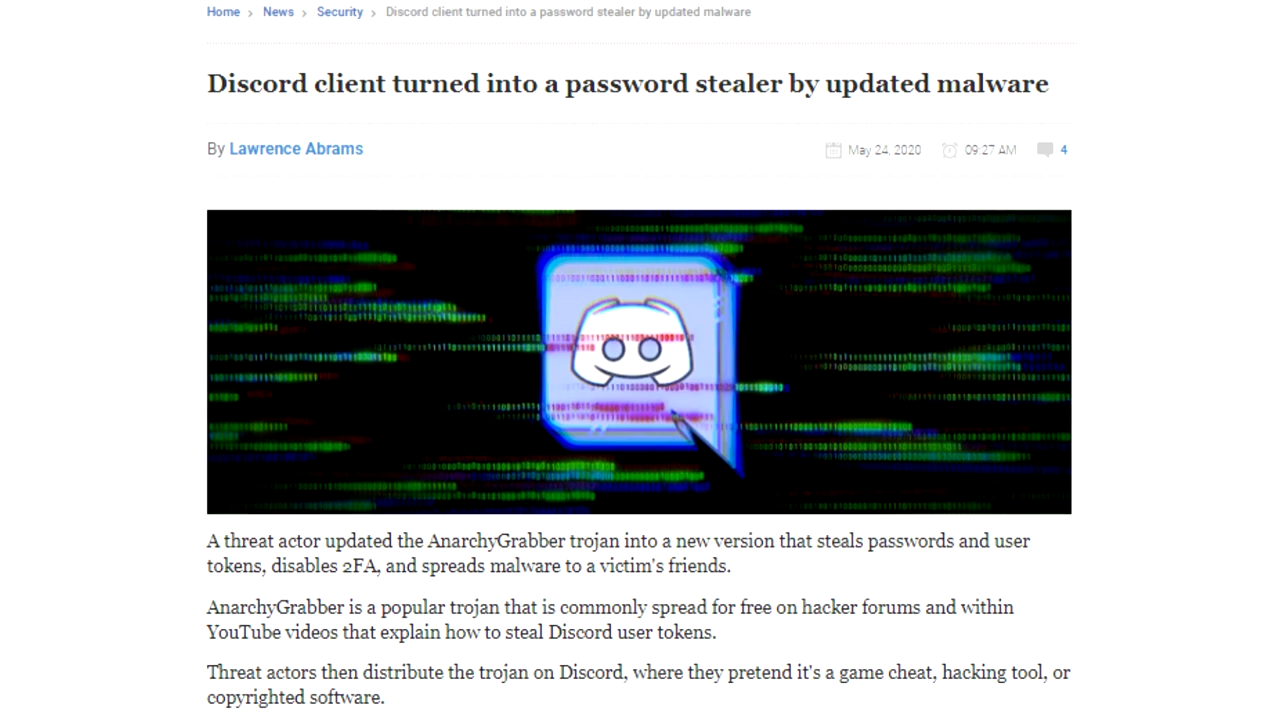 Home > News > Security > Discord client turned into a password stealer by updated malware
Discord client turned into a password stealer by updated malware
By Lawrence Abrams
May 24, 2020 09:27 AM 4
A threat actor updated the AnarchyGrabber trojan into a new version that steals passwords and user
tokens, disables 2FA, and spreads malware to a victim's friends.
AnarchyGrabber is a popular trojan that is commonly spread for free on hacker forums and within
YouTube videos that explain how to steal Discord user tokens.
Threat actors then distribute the trojan on Discord, where they pretend it's a game cheat, hacking tool, or
copyrighted software.